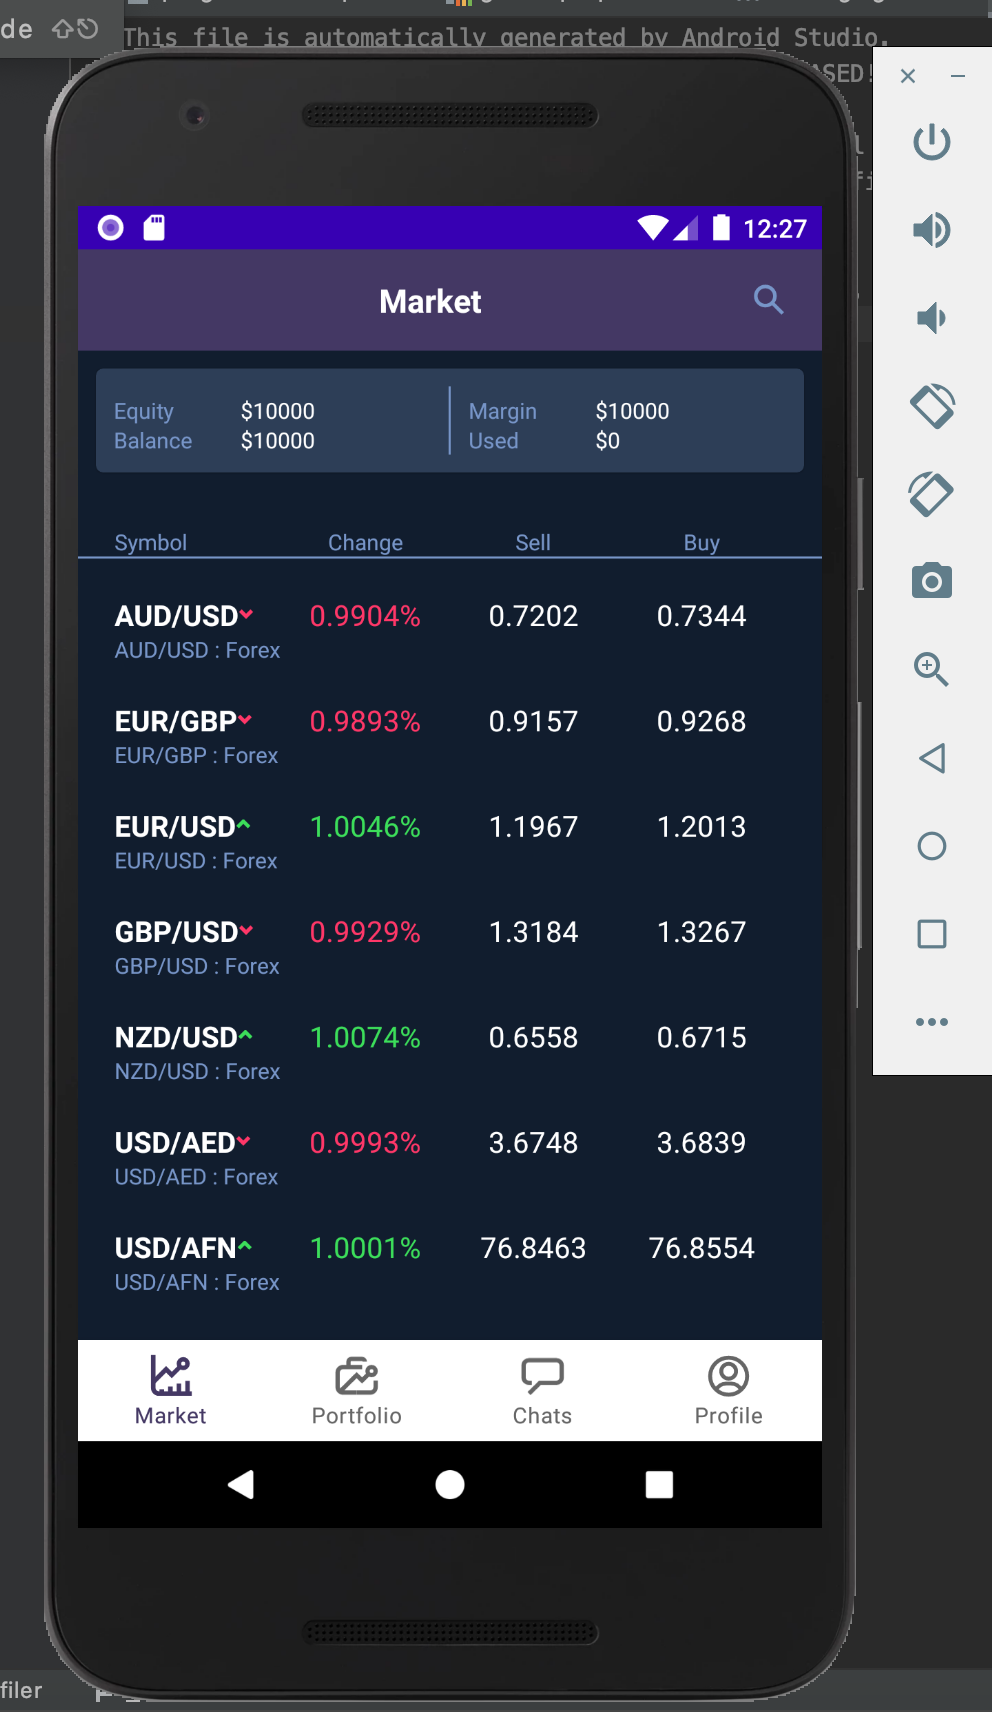 de
This file is automatically generated by Android Studio.
ASED!
12:27
Market
Equity $10000 Margin $10000
Balance $10000 Used $0
Symbol Change Sell Buy
AUD/USD 0.9904% 0.7202 0.7344
AUD/USD : Forex
EUR/GBP 0.9893% 0.9157 0.9268
EUR/GBP : Forex
EUR/USD 1.0046% 1.1967 1.2013
EUR/USD : Forex
GBP/USD 0.9929% 1.3184 1.3267
GBP/USD : Forex
NZD/USD 1.0074% 0.6558 0.6715
NZD/USD : Forex
USD/AED 0.9993% 3.6748 3.6839
USD/AED : Forex
USD/AFN 1.0001% 76.8463 76.8554
USD/AFN : Forex
Market Portfolio Chats Profile
filer